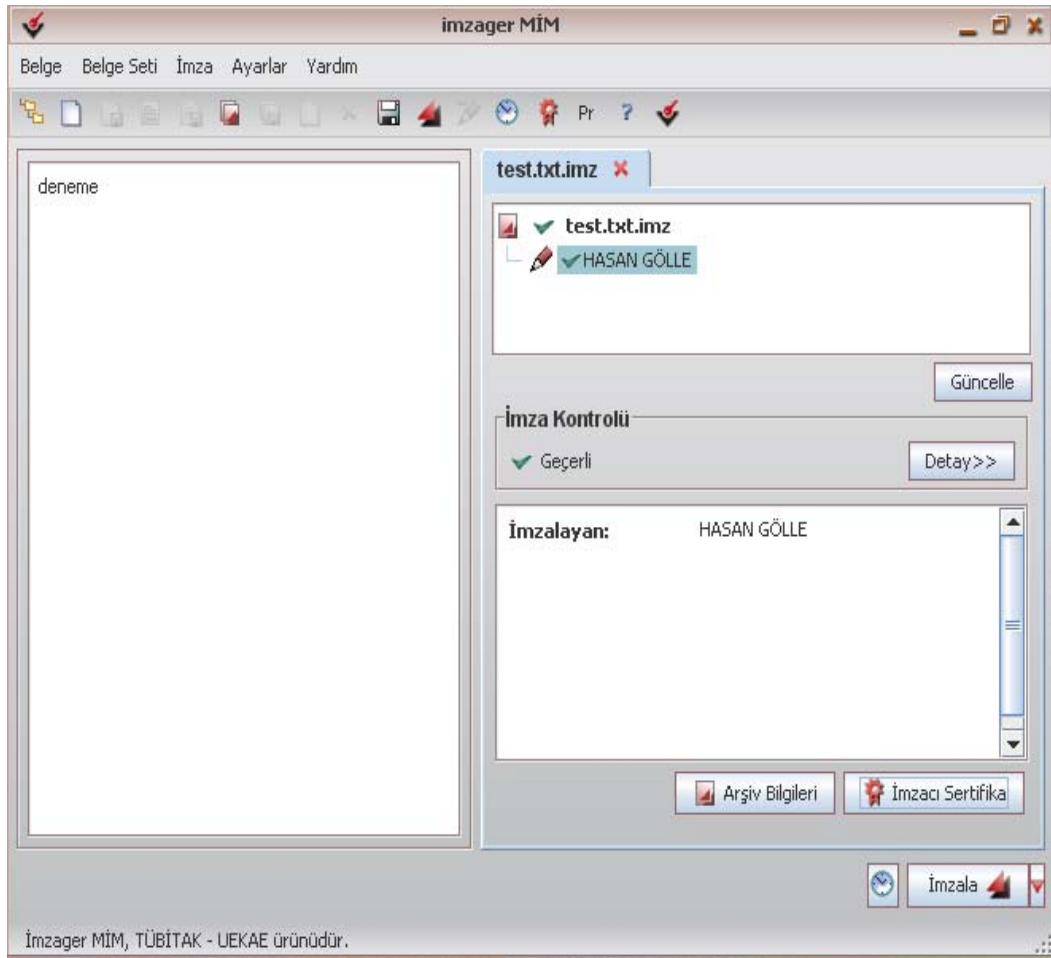 imzager MİM
Belge Belge Seti İmza Ayarlar Yardım
Pr ?
deneme
test.txt.imz
test.txt.imz
HASAN GÖLLE
Güncelle
İmza Kontrolü
Geçerli
Detay>>
İmzalayan: HASAN GÖLLE
Arşiv Bilgileri
İmzacı Sertifika
İmzala
İmzager MİM, TÜBİTAK - UEKAE ürünüdür.